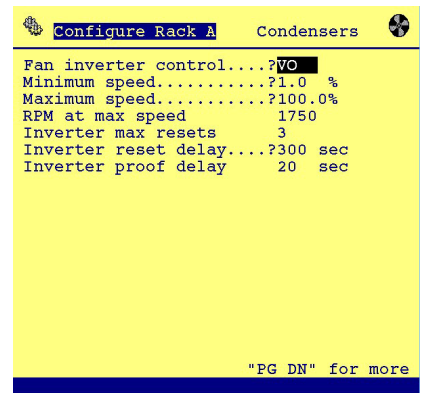 Configure Rack A Condensers
Fan inverter control....?VO
Minimum speed...........?1.0 %
Maximum speed...........?100.0%
RPM at max speed 1750
Inverter max resets 3
Inverter reset delay....?300 sec
Inverter proof delay 20 sec
"PG DN" for more